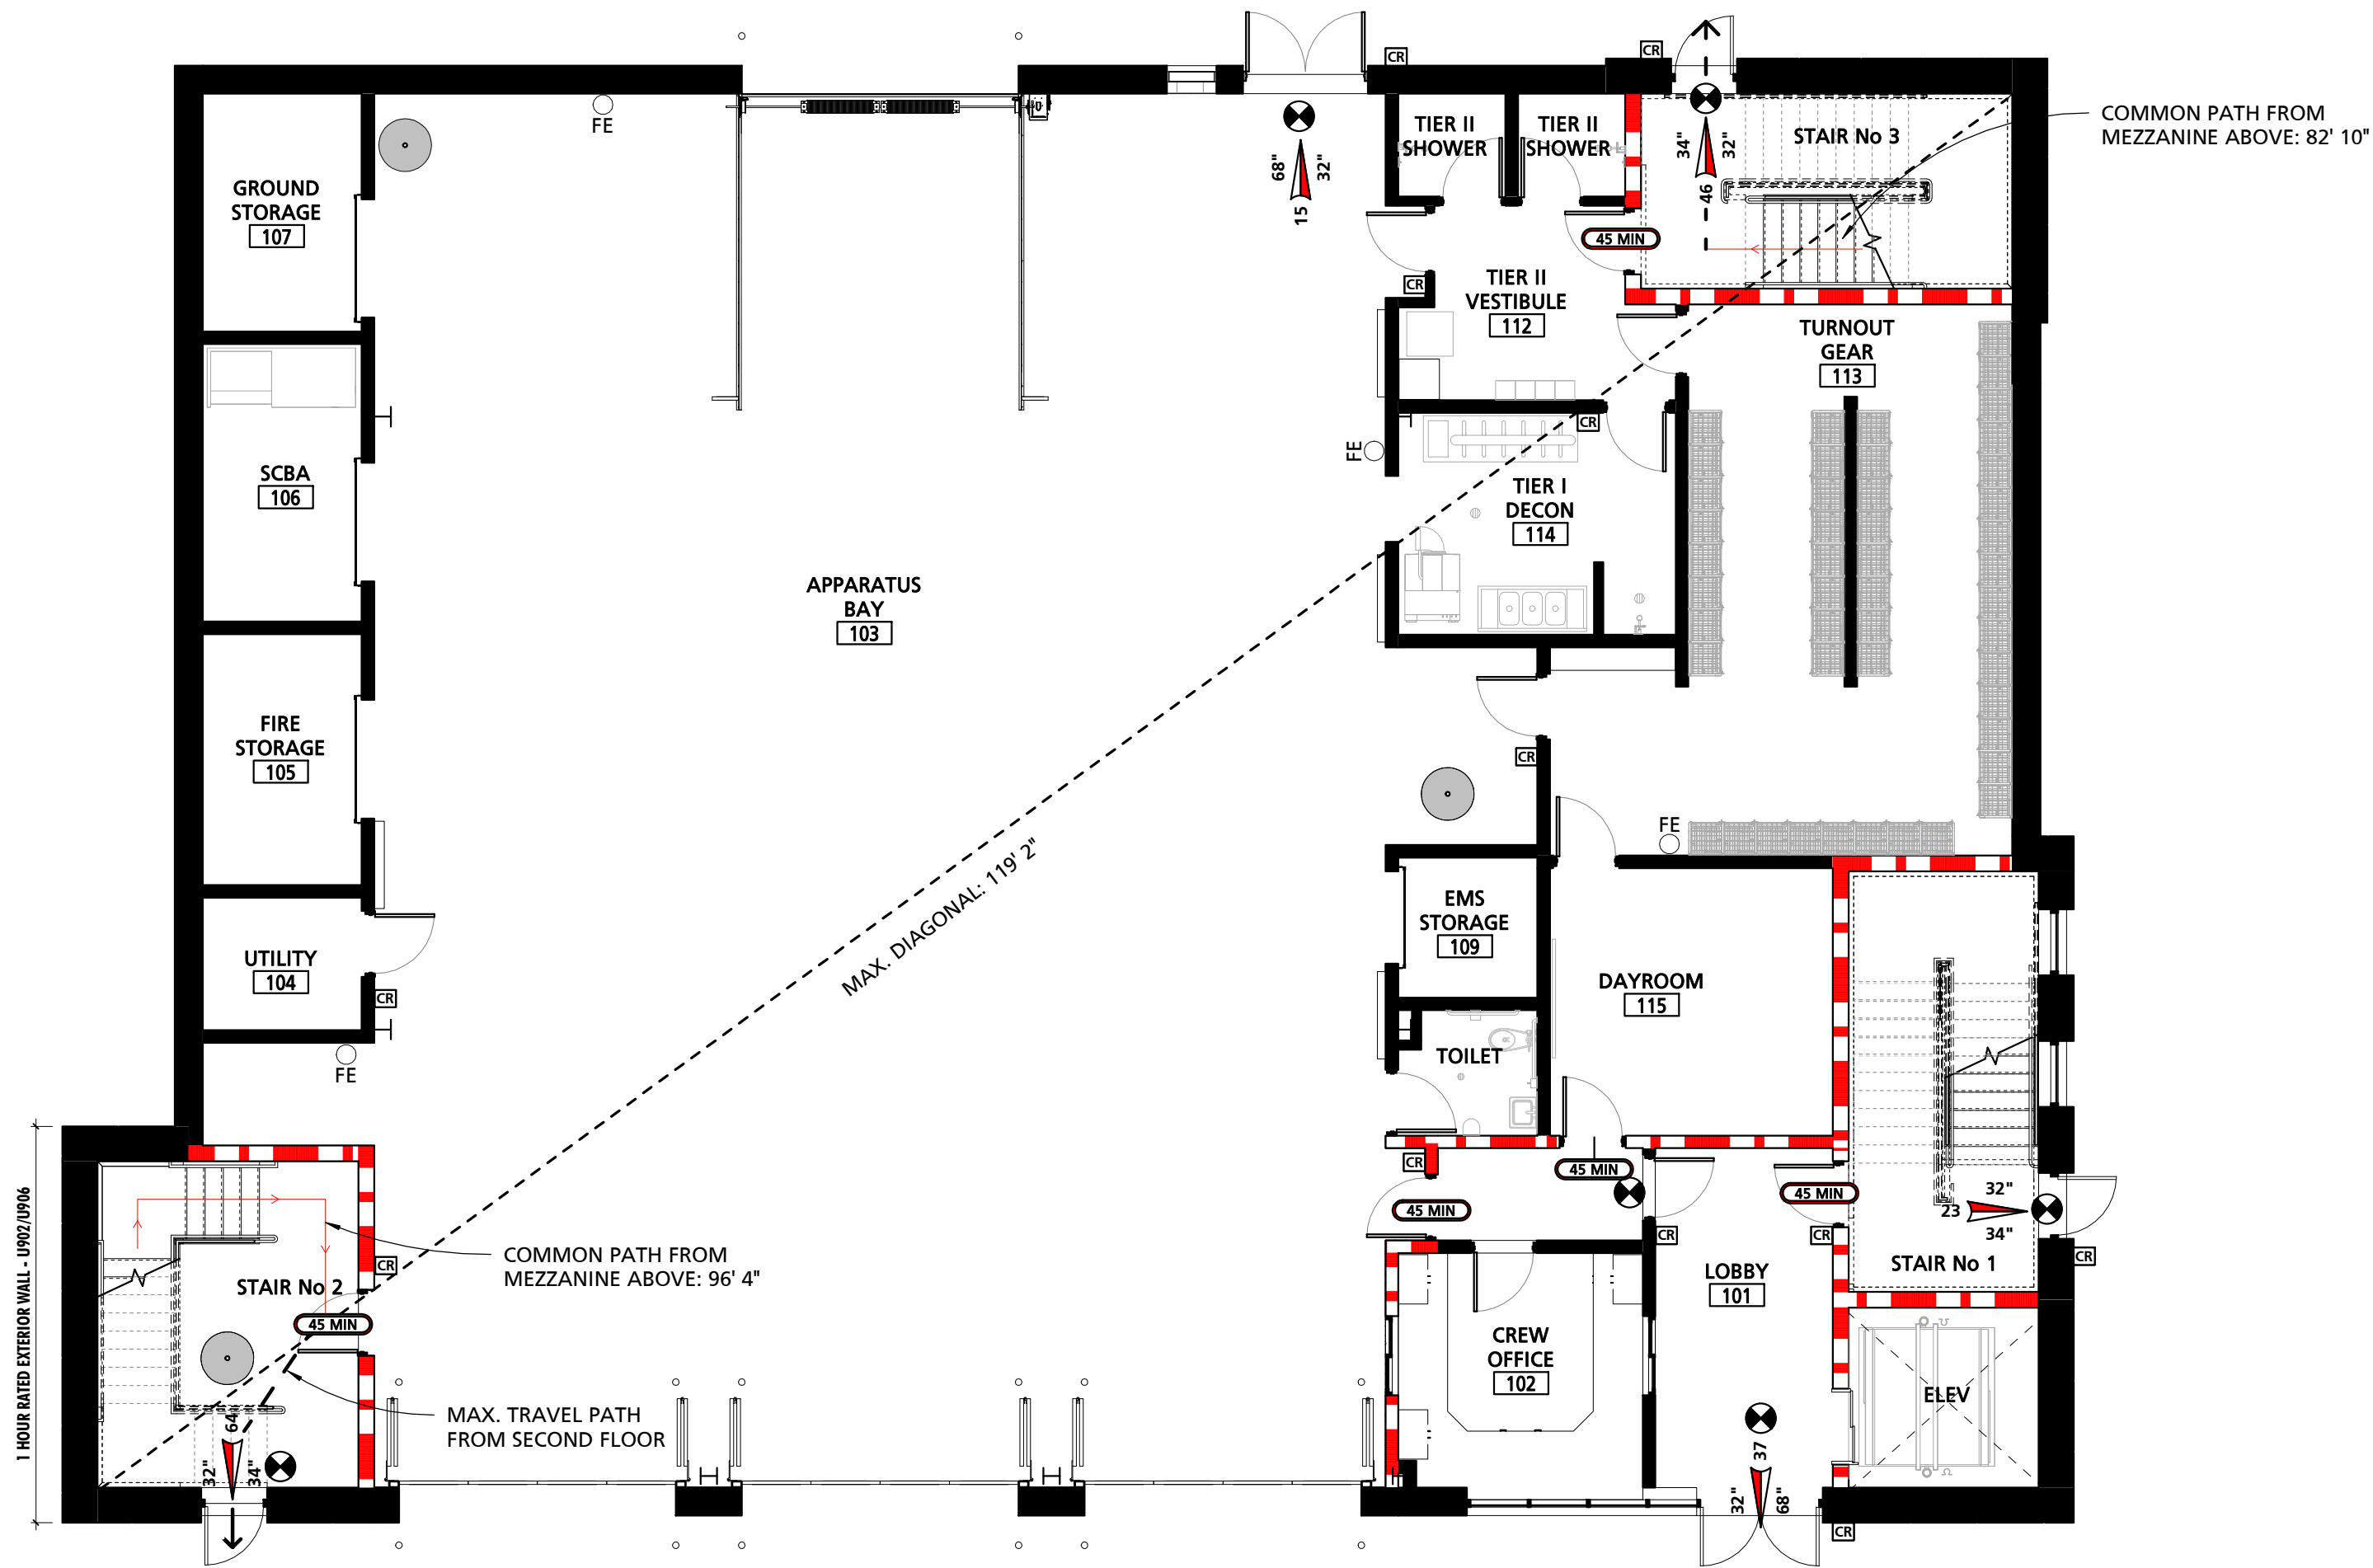 CR
CR
COMMON PATH FROM
MEZZANINE ABOVE: 82' 10"
FE
TIER II
SHOWER
TIER II
SHOWER
STAIR No 3
68"
32"
15
34"
32"
46
GROUND
STORAGE
107
45 MIN
CR
TIER II
VESTIBULE
112
TURNOUT
GEAR
113
CR
FE
SCBA
106
TIER I
DECON
114
APPARATUS
BAY
103
FIRE
STORAGE
105
CR
FE
MAX. DIAGONAL: 119' 2"
EMS
STORAGE
109
UTILITY
104
CR
DAYROOM
115
FE
TOILET
1 HOUR RATED EXTERIOR WALL - U902/U906
CR
45 MIN
45 MIN
45 MIN
32"
23
34"
CR
CR
CR
CR
COMMON PATH FROM
MEZZANINE ABOVE: 96' 4"
STAIR No 2
45 MIN
STAIR No 1
LOBBY
101
CREW
OFFICE
102
ELEV
MAX. TRAVEL PATH
FROM SECOND FLOOR
64
32"
34"
37
32"
68"
CR